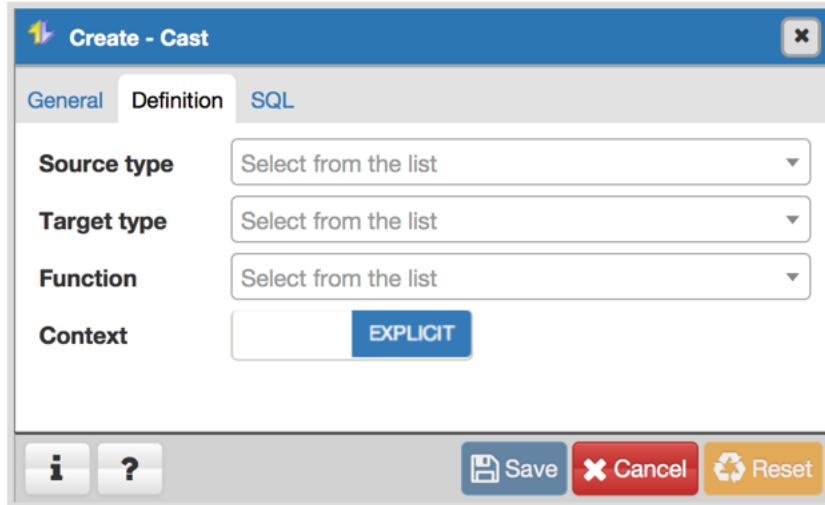 Create - Cast
General Definition SQL
Source type Select from the list
Target type Select from the list
Function Select from the list
Context EXPLICIT
i ? Save Cancel Reset